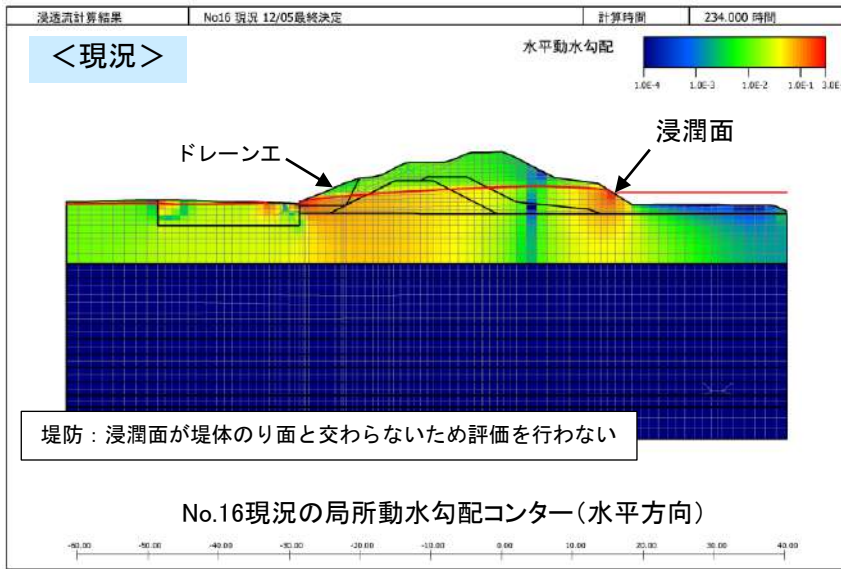 浸透流計算結果 No16 現況 12/05最終決定 計算時間 234.000 時間
＜現況＞
水平動水勾配
1.0E-4 1.0E-3 1.0E-2 1.0E-1 3.0E
ドレーン工
浸潤面
堤防：浸潤面が堤体のり面と交わらないため評価を行わない
No.16現況の局所動水勾配コンター（水平方向）
-60.00 -50.00 -40.00 -30.00 -20.00 -10.00 0.00 10.00 20.00 30.00 40.00